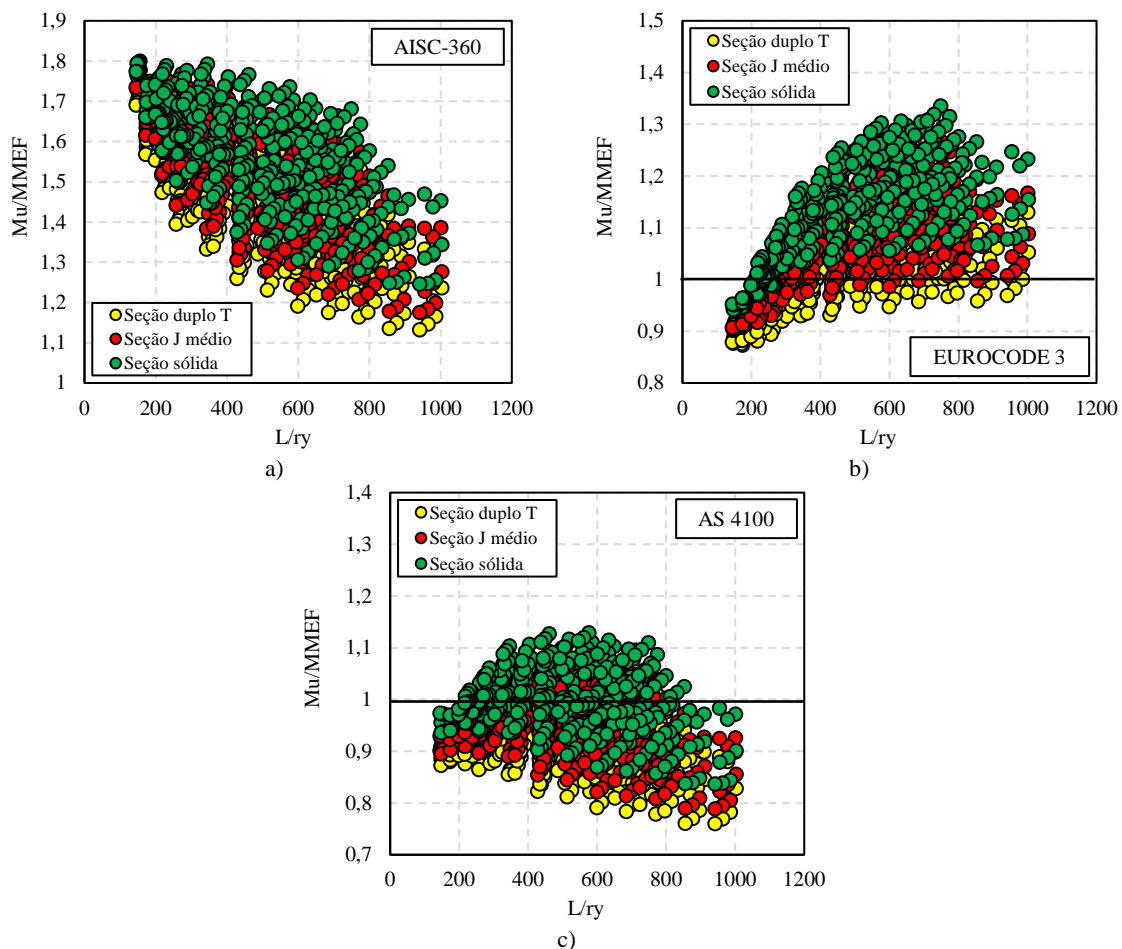 1,9
1,8
1,7
1,6
1,5
1,4
1,3
1,2
1,1
1
Mu/MMEF
AISC-360
Seção duplo T
Seção J médio
Seção sólida
0
200
400
600
800
1000
1200
L/ry
a)
1,5
1,4
1,3
1,2
1,1
1
0,9
0,8
Mu/MMEF
Seção duplo T
Seção J médio
Seção sólida
EUROCODE 3
0
200
400
600
800
1000
1200
L/ry
b)
1,4
1,3
1,2
1,1
1
0,9
0,8
0,7
Mu/MMEF
Seção duplo T
Seção J médio
Seção sólida
AS 4100
0
200
400
600
800
1000
1200
L/ry
c)